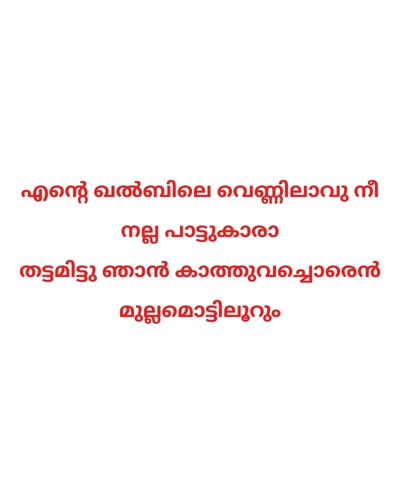 എന്റെ ഖൽബിലെ വെണ്ണിലാവു നീ
നല്ല പാട്ടുകാരാ
തട്ടമിട്ടു ഞാൻ കാത്തുവച്ചൊരെൻ
മുല്ലമൊട്ടിലൂറും